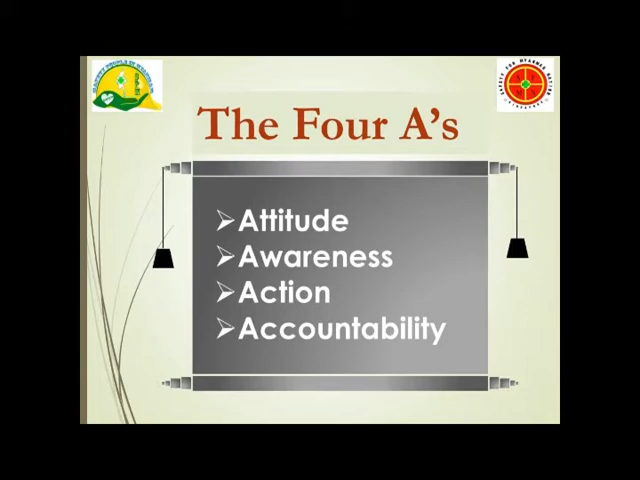 The Four A's
Attitude
Awareness
Action
Accountability